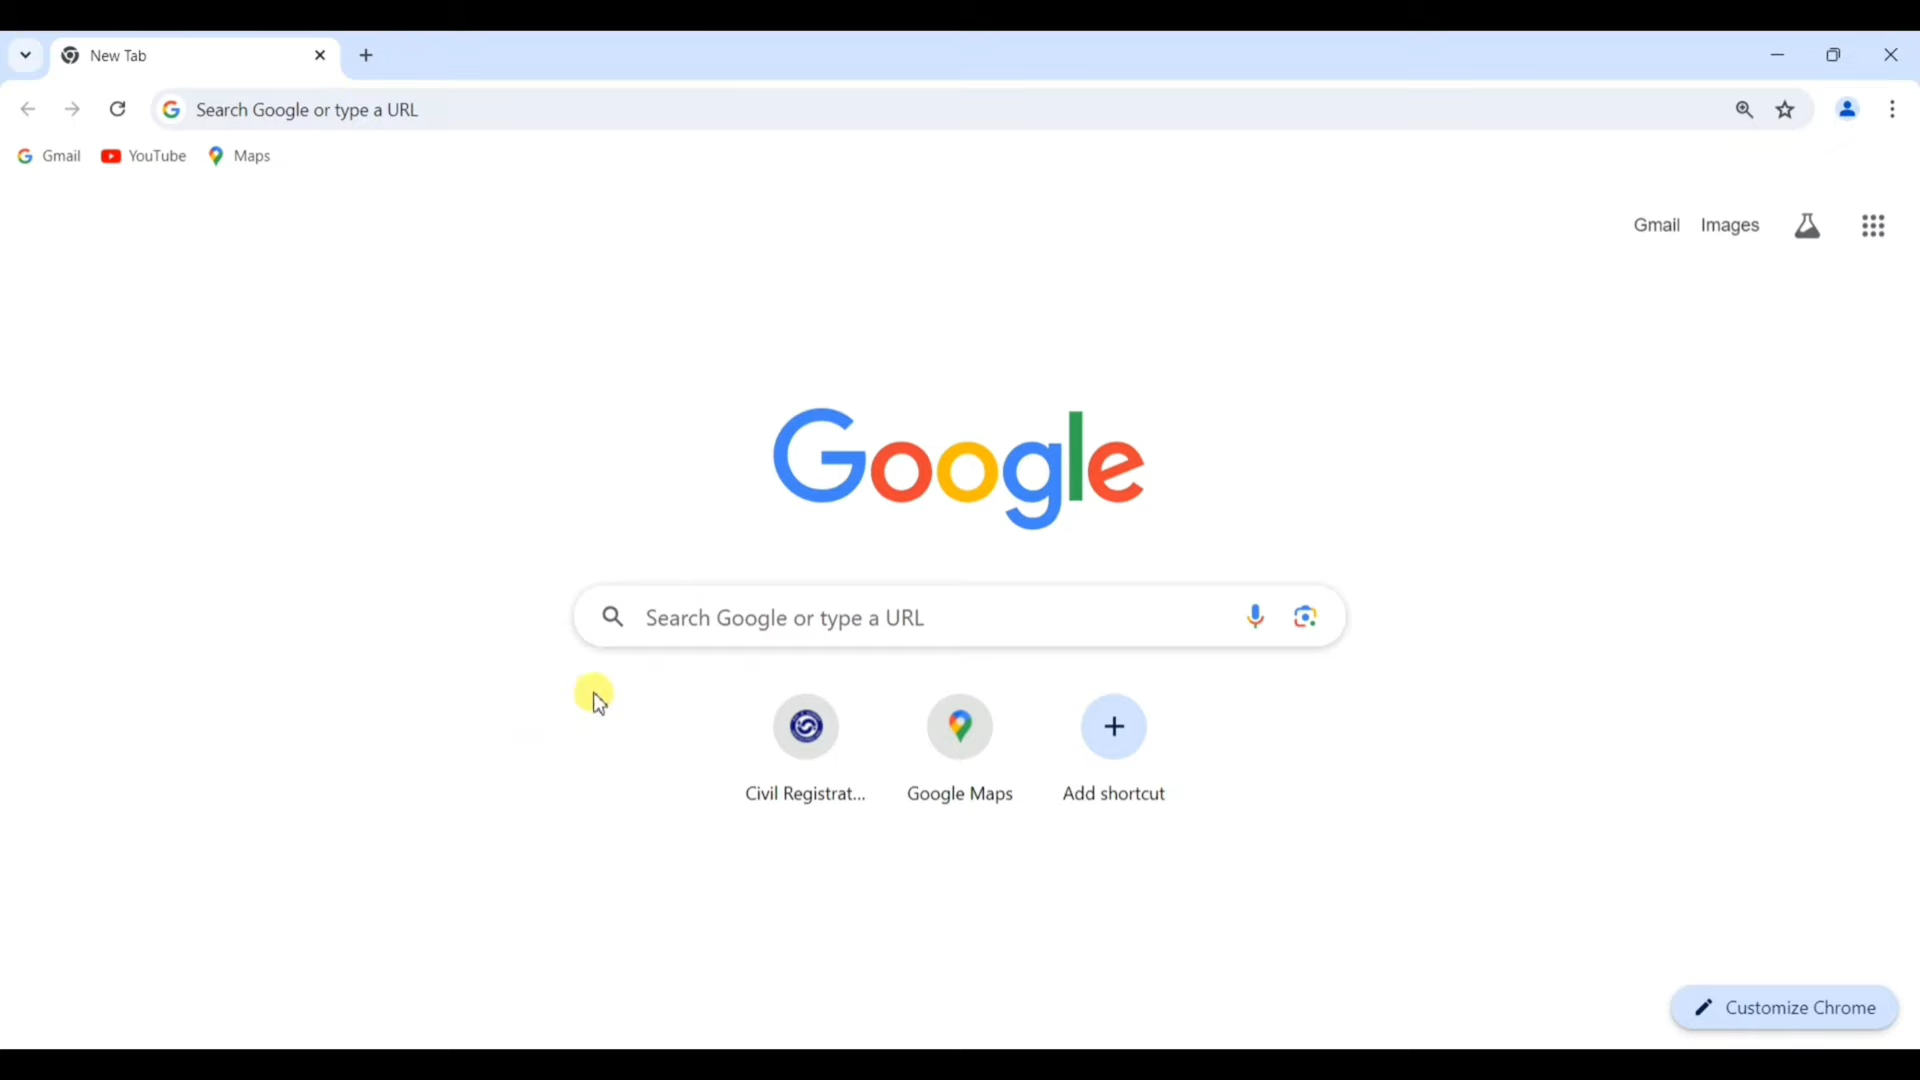 New Tab
Search Google or type a URL
Gmail YouTube Maps
Gmail Images
Google
Search Google or type a URL
Civil Registrat... Google Maps Add shortcut
Customize Chrome